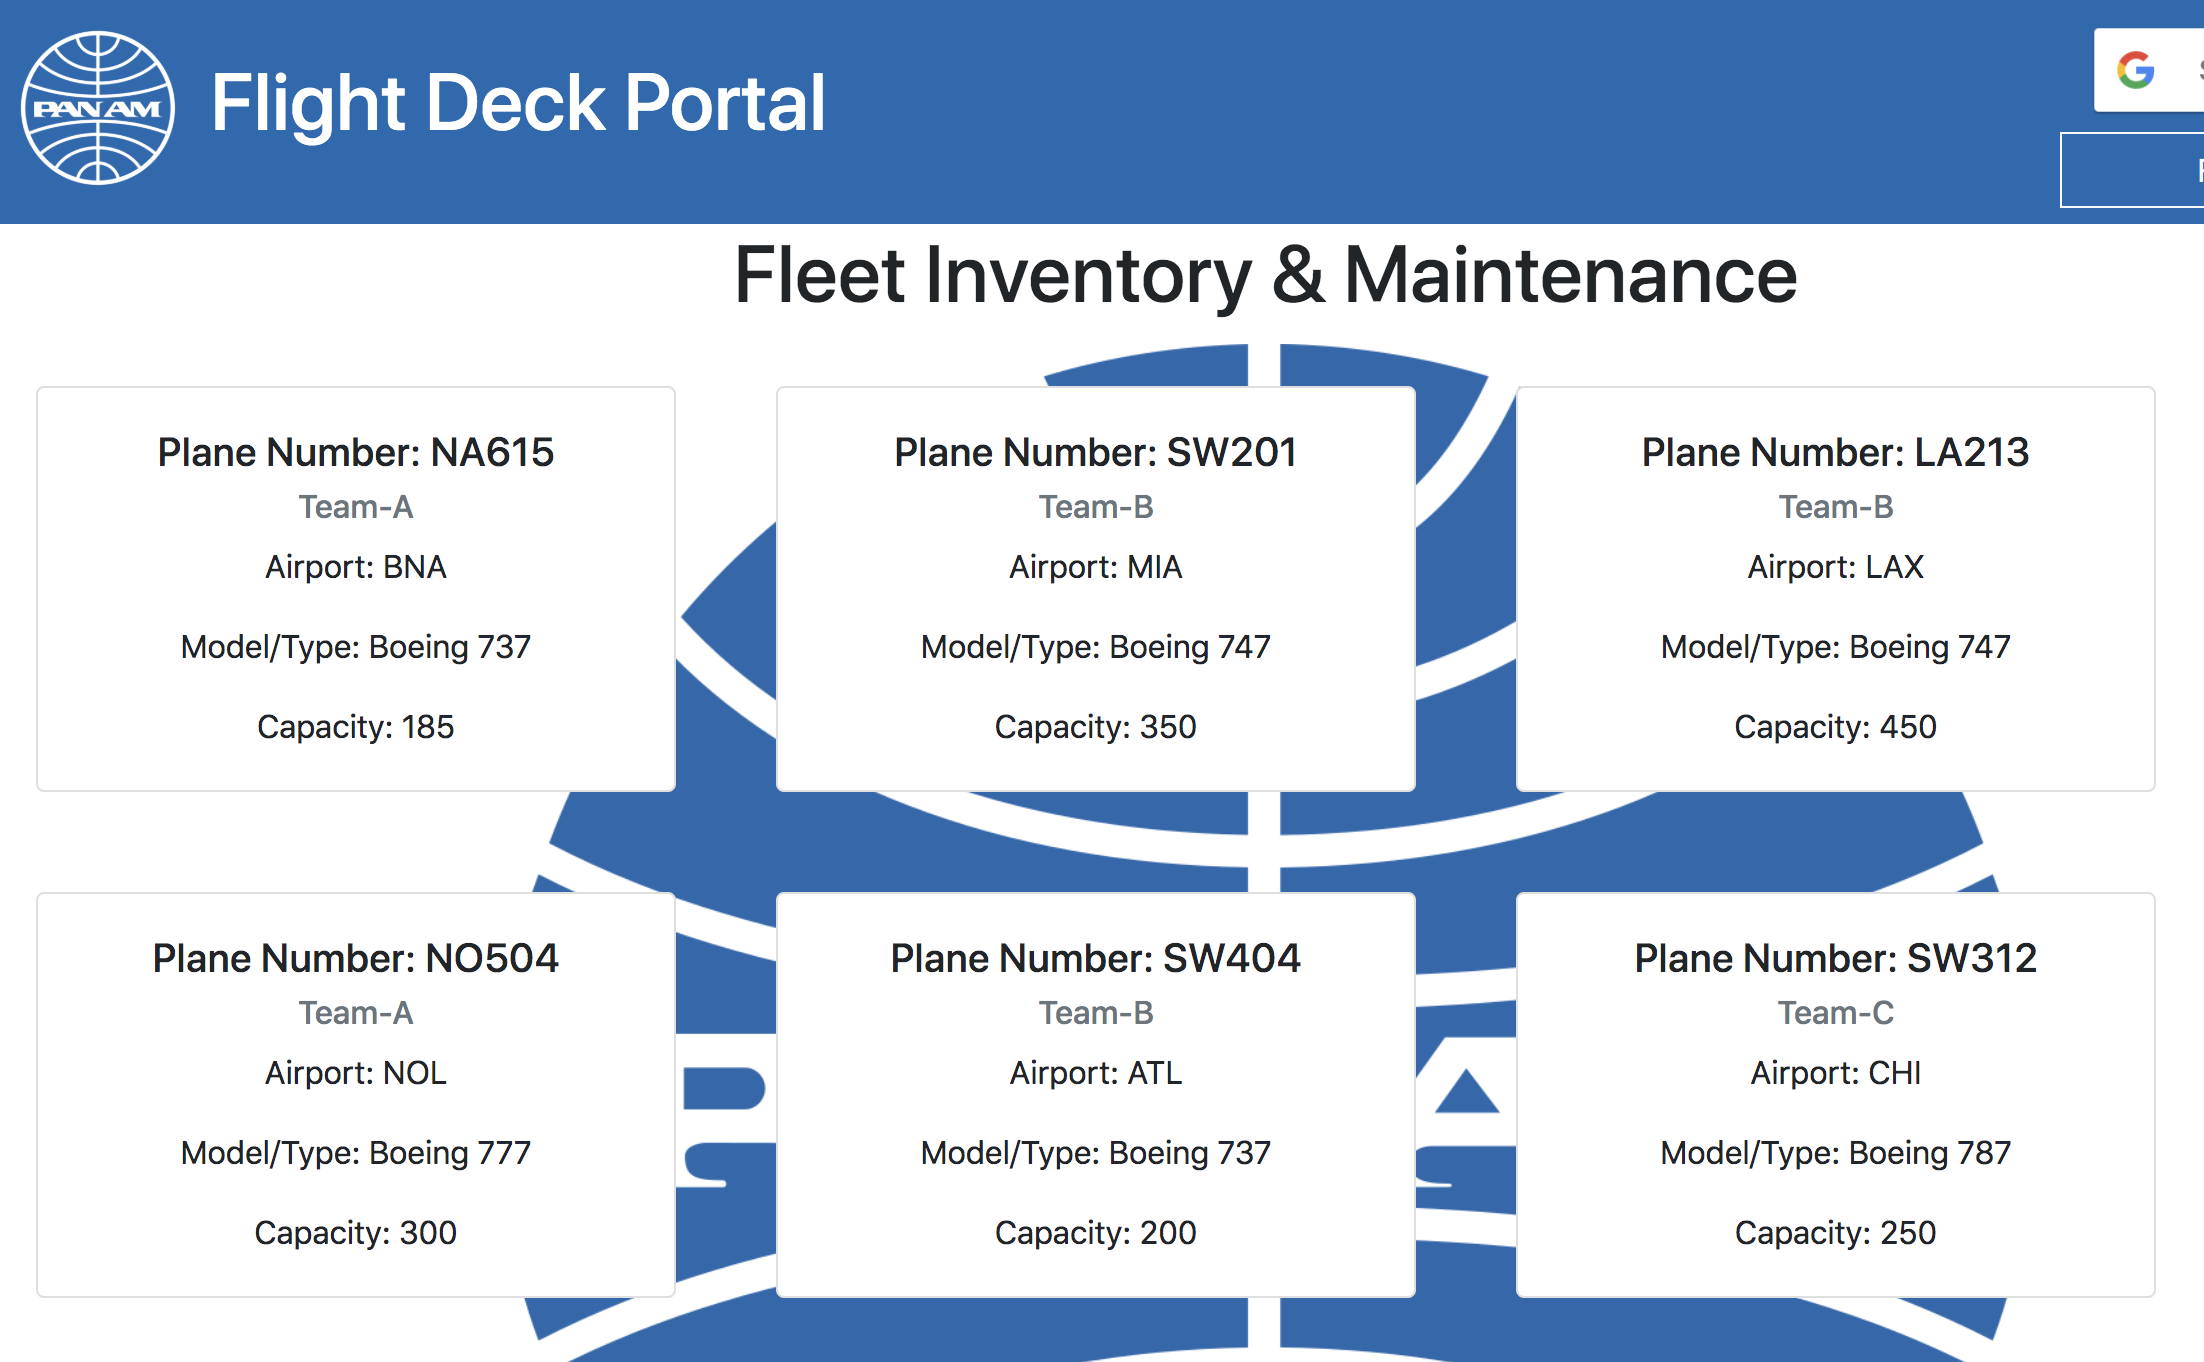 PAN AM
Flight Deck Portal
Fleet Inventory & Maintenance
Plane Number: NA615
Team-A
Airport: BNA
Model/Type: Boeing 737
Capacity: 185
Plane Number: SW201
Team-B
Airport: MIA
Model/Type: Boeing 747
Capacity: 350
Plane Number: LA213
Team-B
Airport: LAX
Model/Type: Boeing 747
Capacity: 450
Plane Number: NO504
Team-A
Airport: NOL
Model/Type: Boeing 777
Capacity: 300
Plane Number: SW404
Team-B
Airport: ATL
Model/Type: Boeing 737
Capacity: 200
Plane Number: SW312
Team-C
Airport: CHI
Model/Type: Boeing 787
Capacity: 250